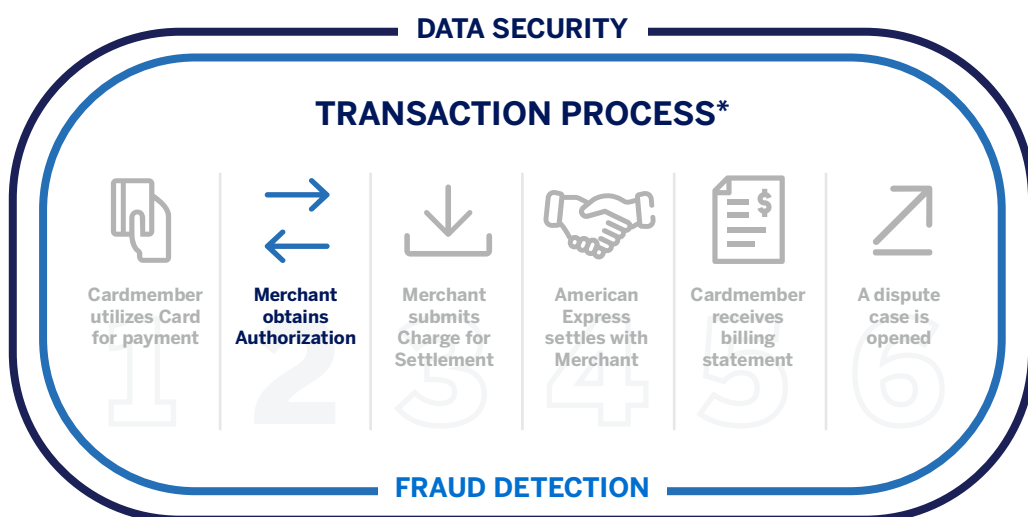 DATA SECURITY
TRANSACTION PROCESS*
$
Cardmember
utilizes Card
for payment
1
Merchant
obtains
Authorization
2
Merchant
submits
Charge for
Settlement
3
American
Express
settles with
Merchant
4
Cardmember
receives
billing
statement
5
A dispute
case is
opened
6
FRAUD DETECTION